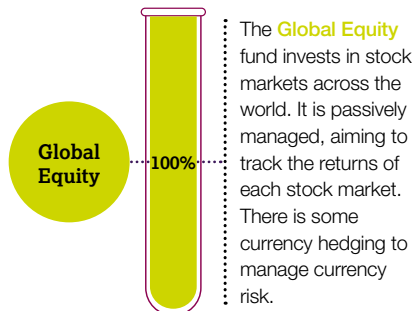 Global
Equity
100%
The Global Equity
fund invests in stock
markets across the
world. It is passively
managed, aiming to
track the returns of
each stock market.
There is some
currency hedging to
manage currency
risk.